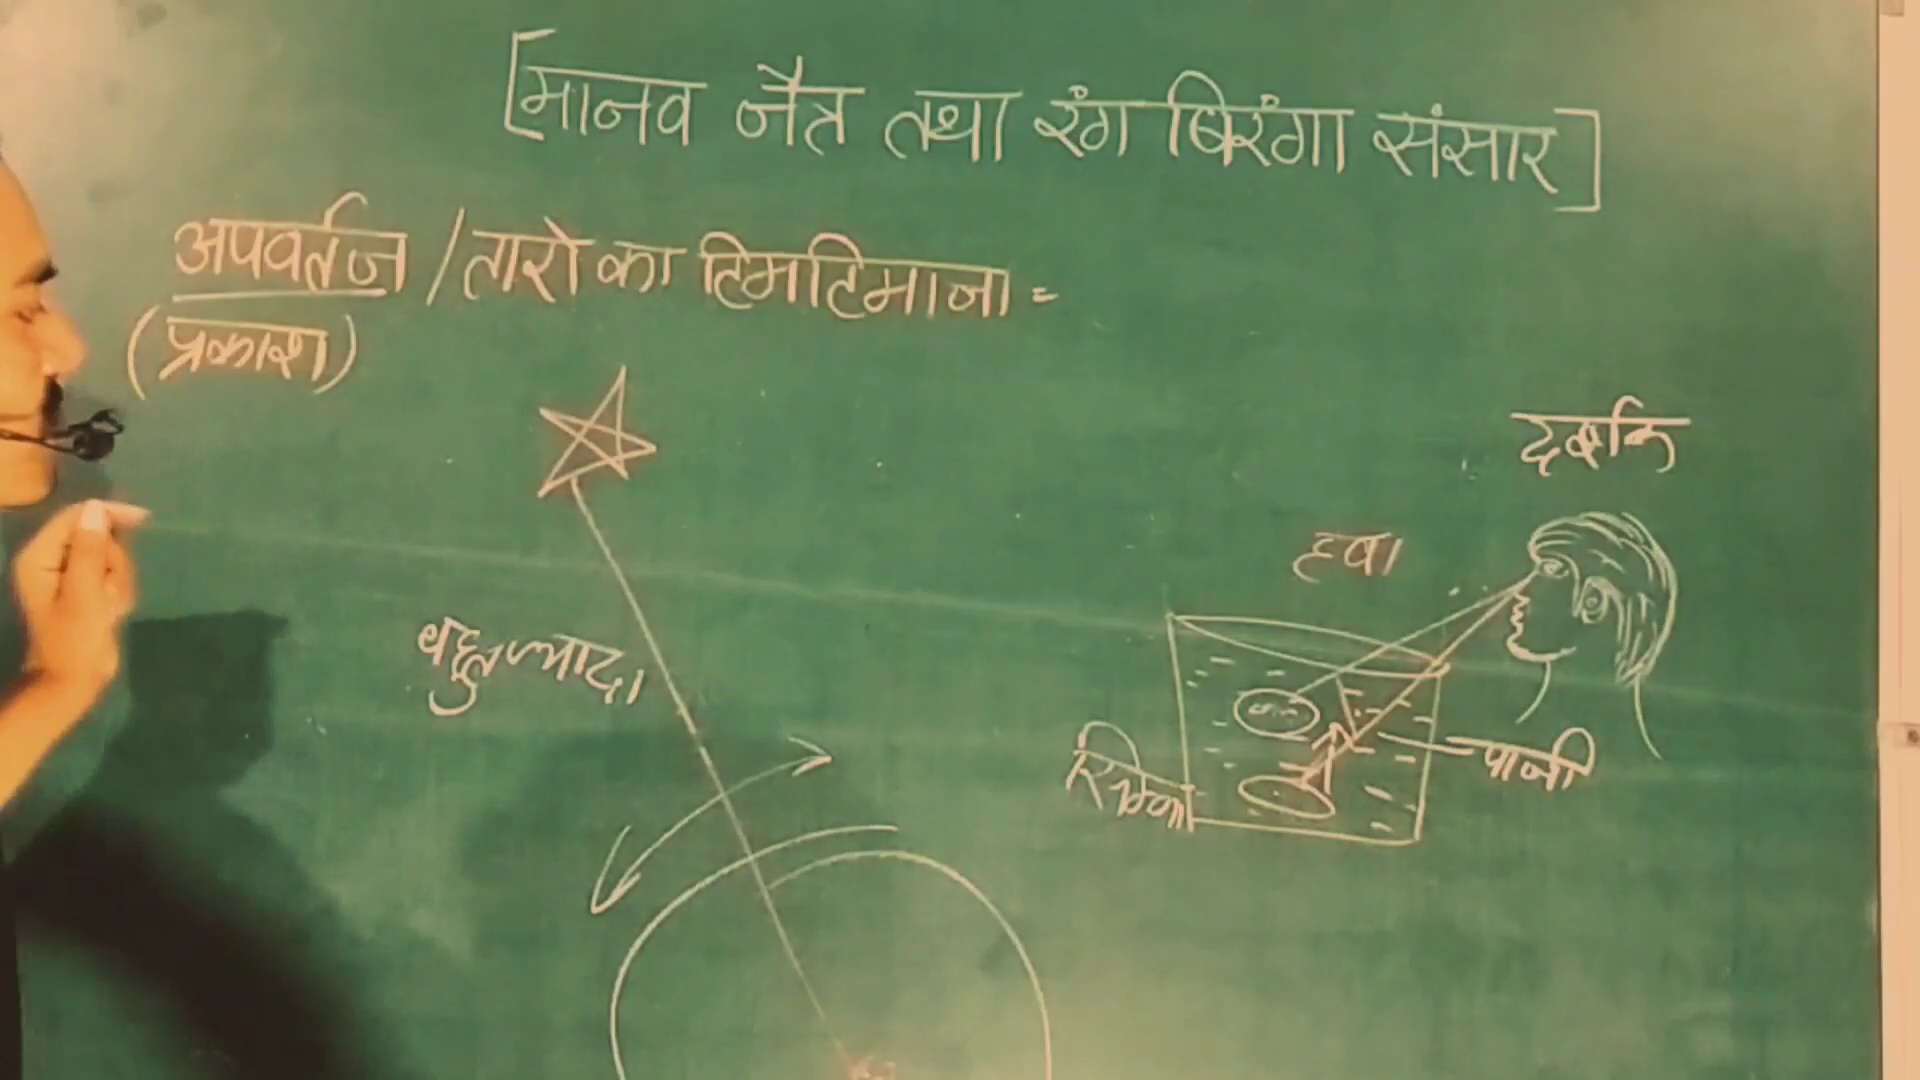 [मानव नेत्र तथा रंग बिरंगा संसार]
अपवर्तन / तारो का टिमटिमाना =
(प्रकाश)
दर्शक
हवा
बहुत ज्यादा
पानी
सिक्का